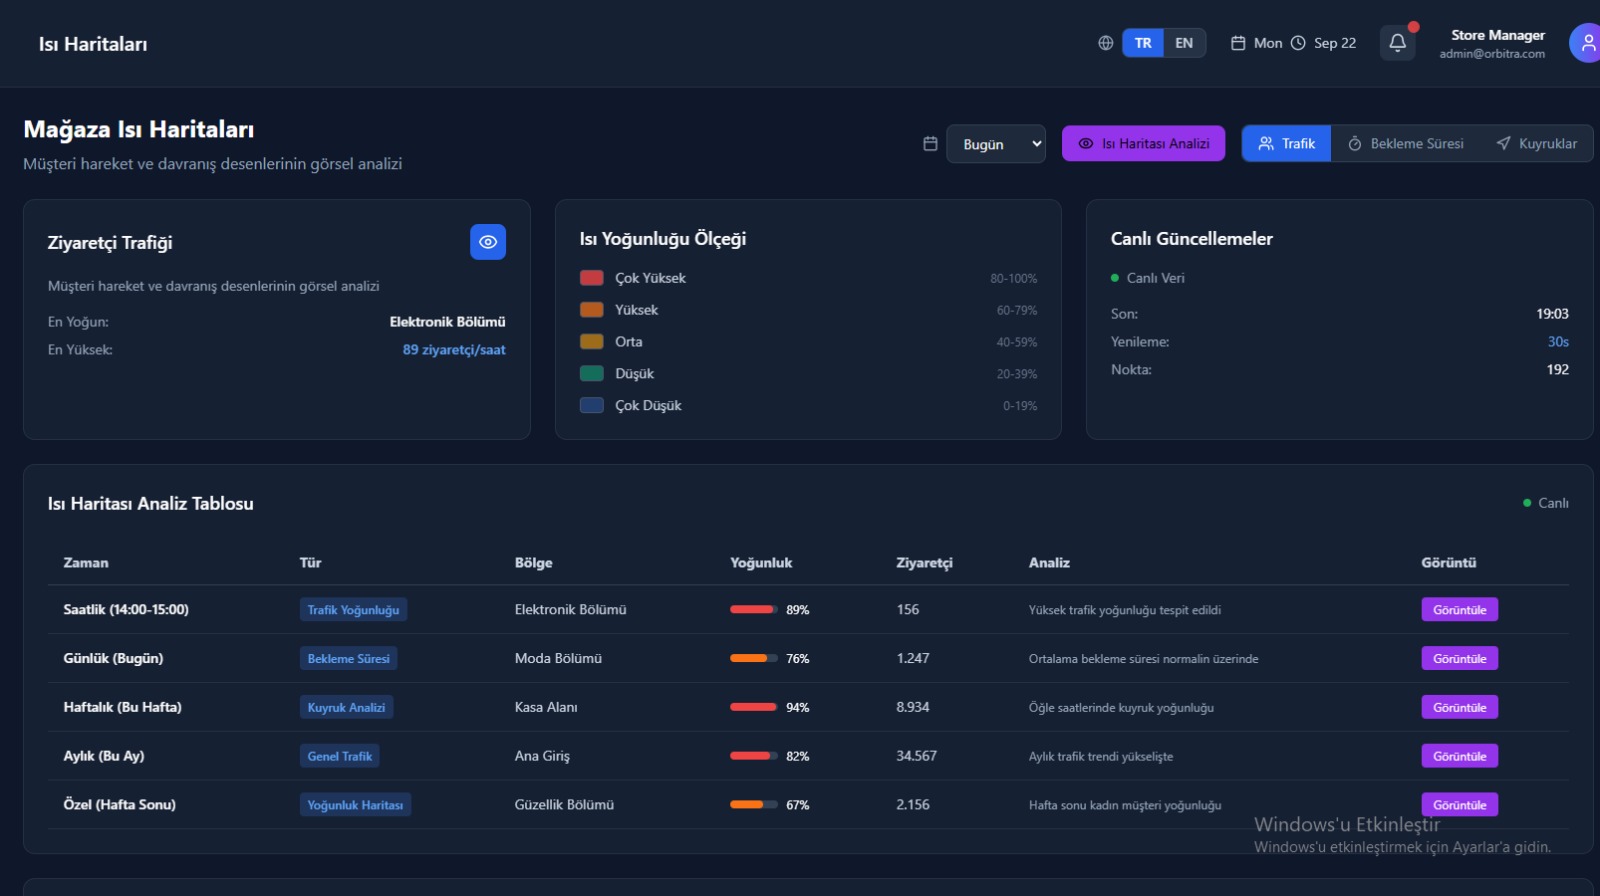 Isı Haritaları
TR EN
Mon Sep 22
Store Manager
admin@orbitra.com
Mağaza Isı Haritaları
Müşteri hareket ve davranış desenlerinin görsel analizi
Bugün
Isı Haritası Analizi
Trafik
Bekleme Süresi
Kuyruklar
Ziyaretçi Trafiği
Müşteri hareket ve davranış desenlerinin görsel analizi
En Yoğun: Elektronik Bölümü
En Yüksek: 89 ziyaretçi/saat
Isı Yoğunluğu Ölçeği
Çok Yüksek 80-100%
Yüksek 60-79%
Orta 40-59%
Düşük 20-39%
Çok Düşük 0-19%
Canlı Güncellemeler
Canlı Veri
Son: 19:03
Yenileme: 30s
Nokta: 192
Isı Haritası Analiz Tablosu
Canlı
Zaman Tür Bölge Yoğunluk Ziyaretçi Analiz Görüntü
Saatlik (14:00-15:00) Trafik Yoğunluğu Elektronik Bölümü 89% 156 Yüksek trafik yoğunluğu tespit edildi Görüntüle
Günlük (Bugün) Bekleme Süresi Moda Bölümü 76% 1.247 Ortalama bekleme süresi normalin üzerinde Görüntüle
Haftalık (Bu Hafta) Kuyruk Analizi Kasa Alanı 94% 8.934 Öğle saatlerinde kuyruk yoğunluğu Görüntüle
Aylık (Bu Ay) Genel Trafik Ana Giriş 82% 34.567 Aylık trafik trendi yükselişte Görüntüle
Özel (Hafta Sonu) Yoğunluk Haritası Güzellik Bölümü 67% 2.156 Hafta sonu kadın müşteri yoğunluğu Görüntüle
Windows'u Etkinleştir
Windows'u etkinleştirmek için Ayarlar'a gidin.